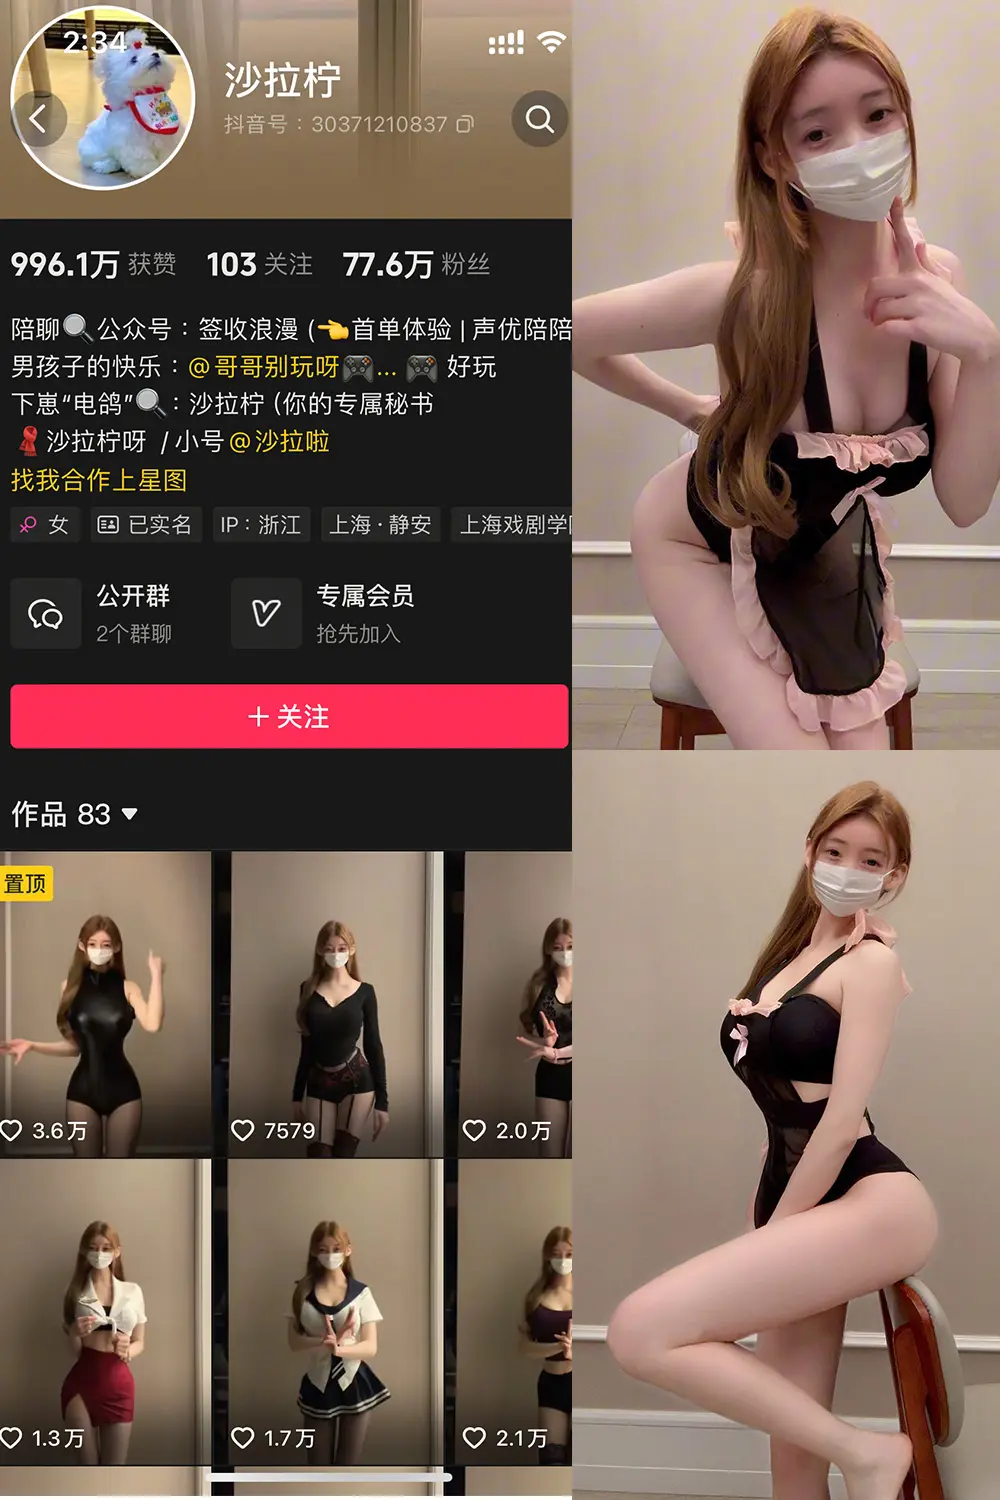 2:34
沙拉柠
抖音号：30371210837
996.1万 获赞 103 关注 77.6万 粉丝
陪聊🔍公众号：签收浪漫 (👈首单体验 | 声优陪陪
男孩子的快乐：@哥哥别玩呀🎮... 🎮 好玩
下崽“电鸽”🔍：沙拉柠 (你的专属秘书
🧣沙拉柠呀 / 小号@沙拉啦
找我合作上星图
女 已实名 IP：浙江 上海·静安 上海戏剧学
公开群 专属会员
2个群聊 抢先加入
＋关注
作品 83
置顶
3.6万 7579 2.0万
1.3万 1.7万 2.1万